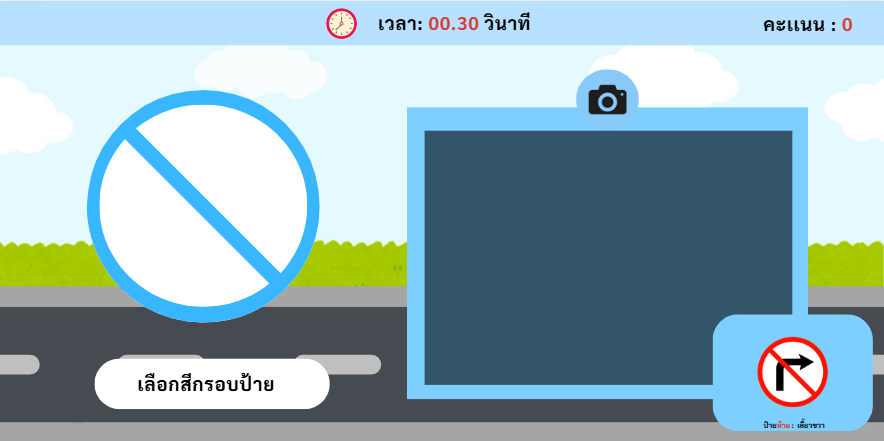 เวลา: 00.30 วินาที
คะแนน : 0
เลือกสีกรอบป้าย
ป้ายห้าม : เลี้ยวขวา